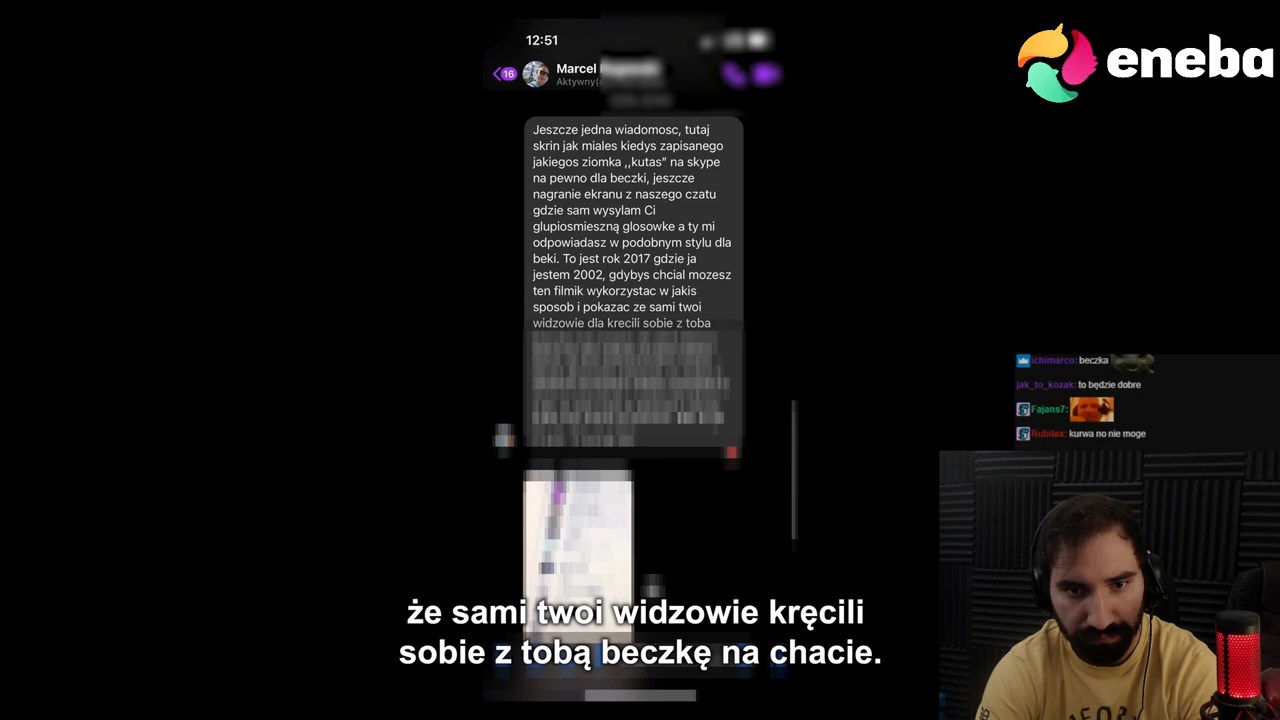 12:51
eneba
16
Marcel
Aktywny(
Jeszcze jedna wiadomosc, tutaj
skrin jak miales kiedys zapisanego
jakiegos ziomka ,,kutas" na skype
na pewno dla beczki, jeszcze
nagranie ekranu z naszego czatu
gdzie sam wysylam Ci
glupiosmieszną glosowke a ty mi
odpowiadasz w podobnym stylu dla
beki. To jest rok 2017 gdzie ja
jestem 2002, gdybys chcial mozesz
ten filmik wykorzystac w jakis
sposob i pokazac ze sami twoi
widzowie dla krecili sobie z toba
ichimarco: beczka
jak_to_kozak: to będzie dobre
Fajans7:
Rubilax: kurwa no nie moge
że sami twoi widzowie kręcili
sobie z tobą beczkę na chacie.